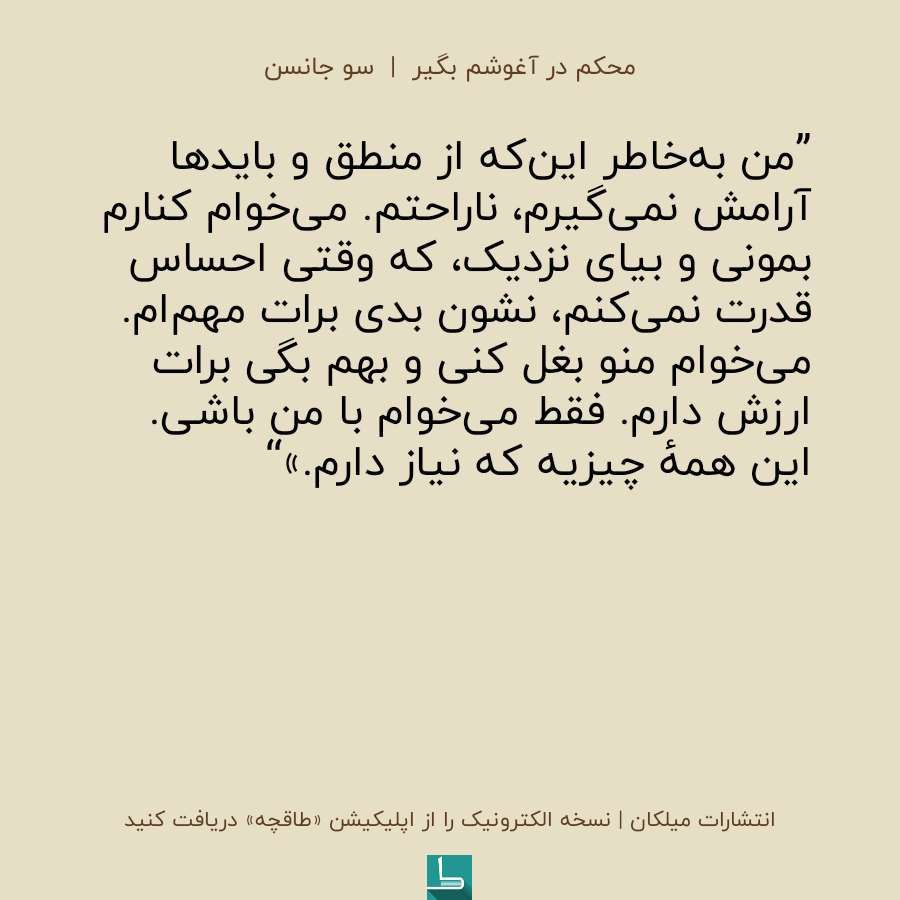 محکم در آغوشم بگیر | سو جانسن
”من به‌خاطر این‌که از منطق و بایدها
آرامش نمی‌گیرم، ناراحتم. می‌خوام کنارم
بمونی و بیای نزدیک، که وقتی احساس
قدرت نمی‌کنم، نشون بدی برات مهم‌ام.
می‌خوام منو بغل کنی و بهم بگی برات
ارزش دارم. فقط می‌خوام با من باشی.
این همهٔ چیزیه که نیاز دارم.»“
انتشارات میلکان | نسخه الکترونیک را از اپلیکیشن «طاقچه» دریافت کنید